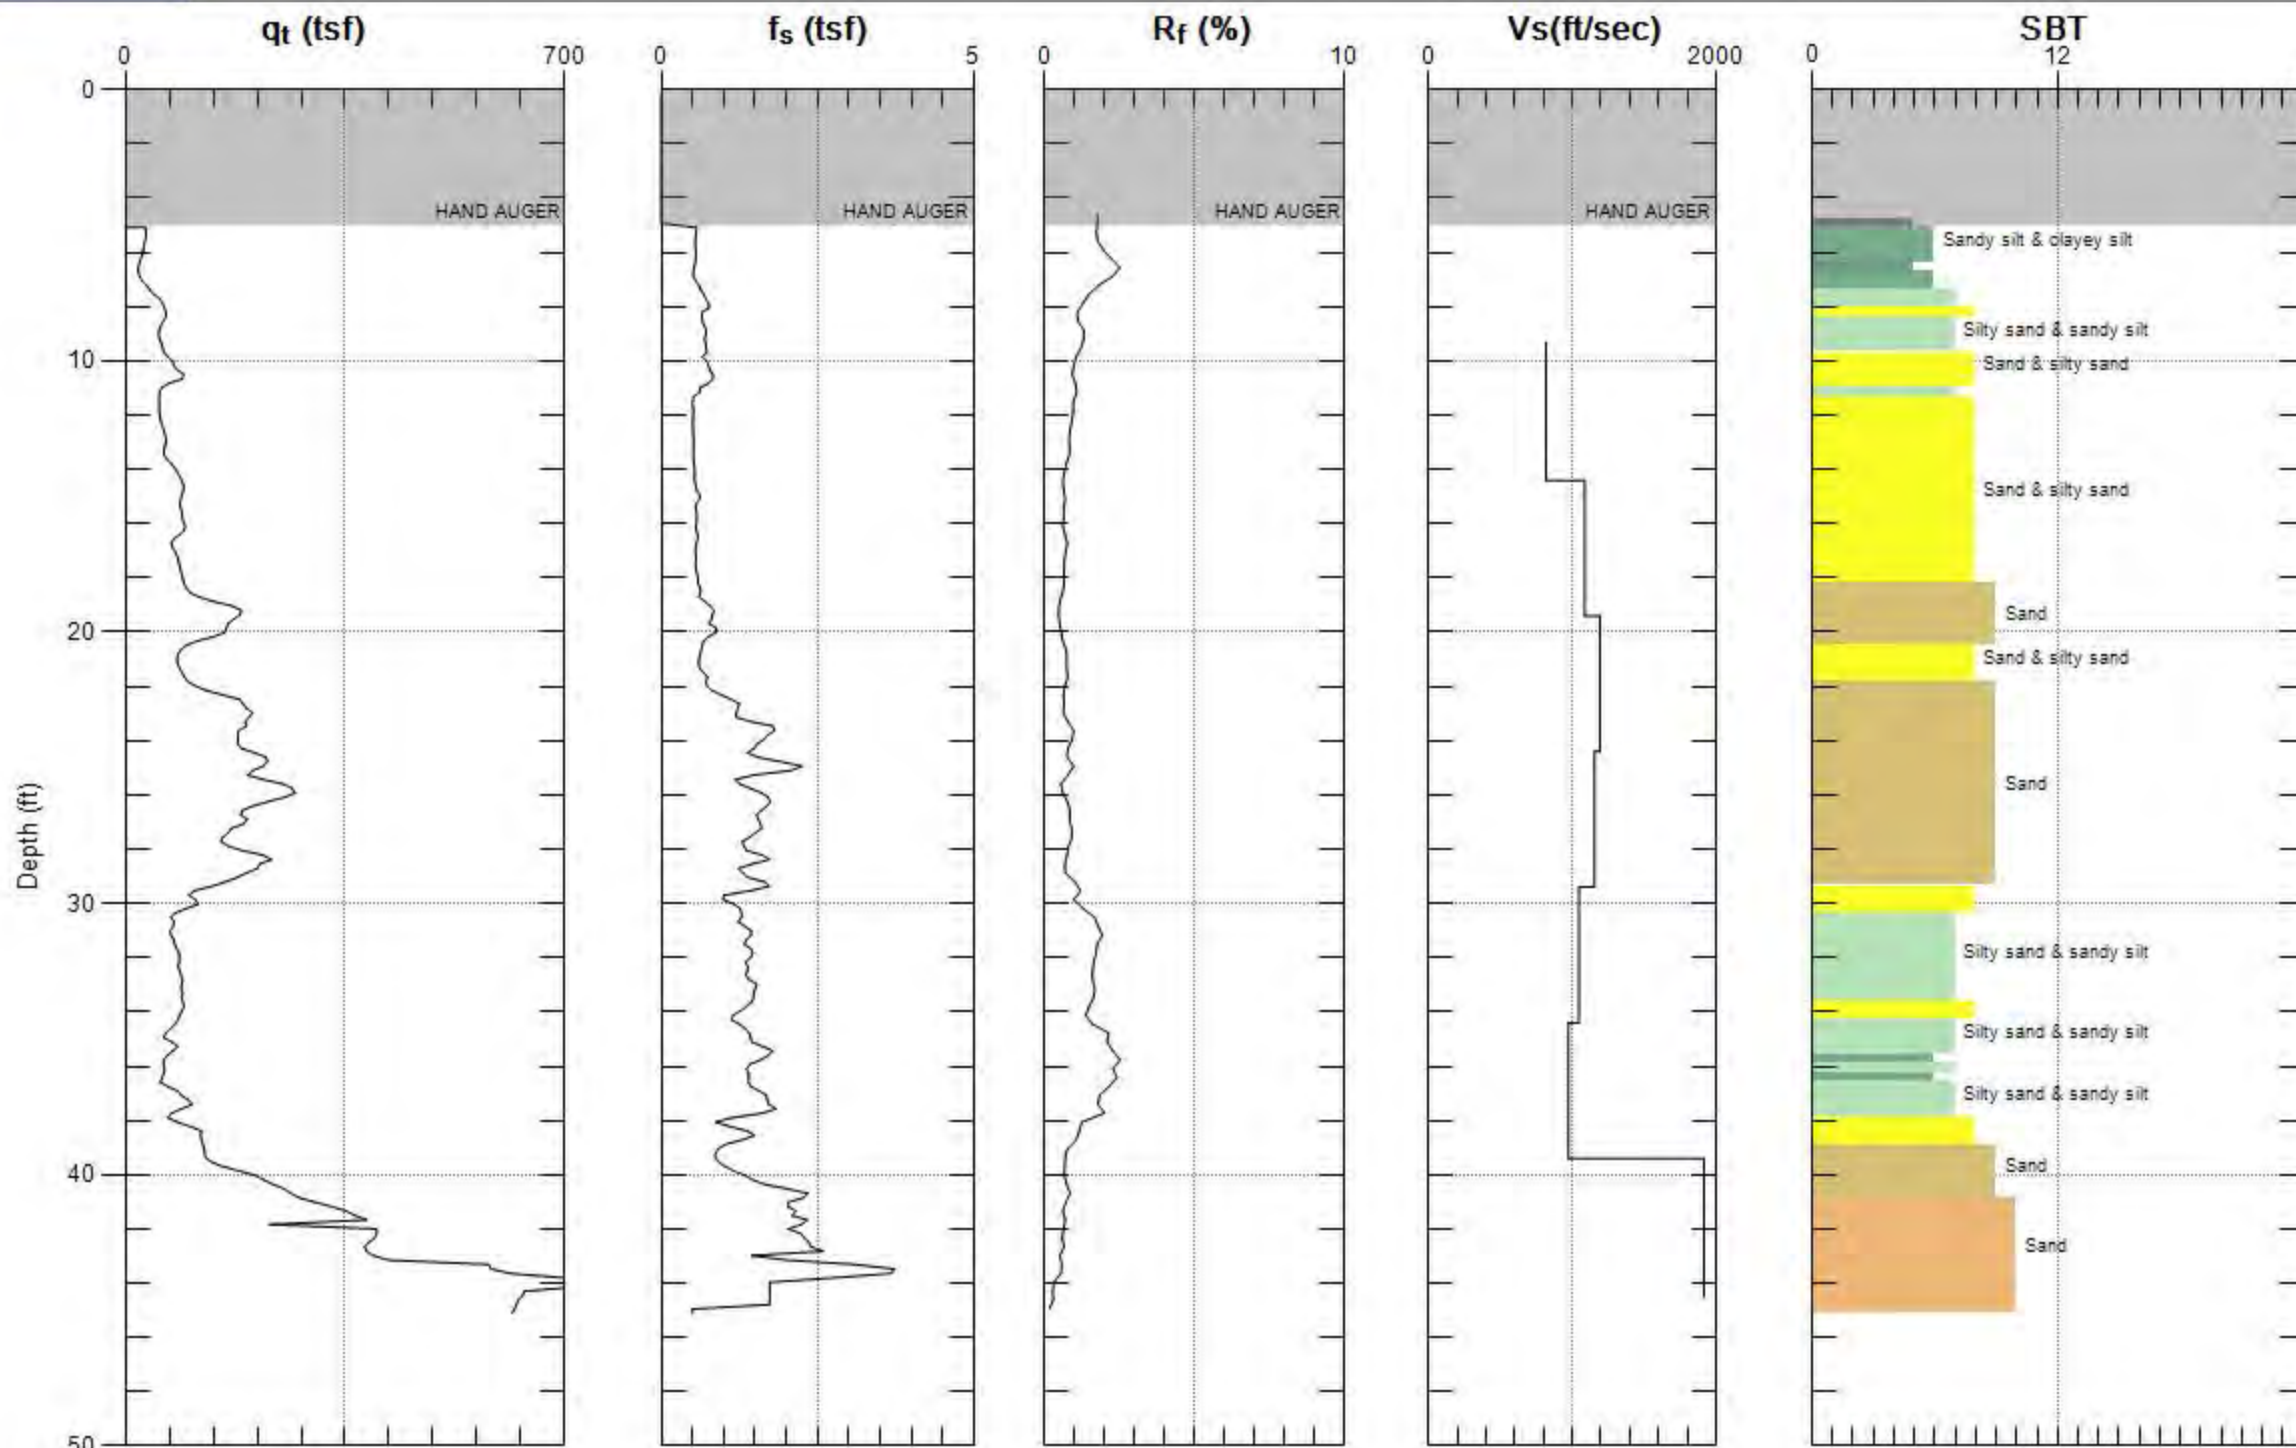 qt (tsf) fs (tsf) Rf (%) Vs(ft/sec) SBT
0 700 0 5 0 10 0 2000 0 12
0
HAND AUGER HAND AUGER HAND AUGER HAND AUGER
Sandy silt & clayey silt
Silty sand & sandy silt
10
Sand & silty sand
Sand & silty sand
Sand
20
Sand & silty sand
Sand
Depth (ft)
30
Silty sand & sandy silt
Silty sand & sandy silt
Silty sand & sandy silt
Sand
40
Sand
50